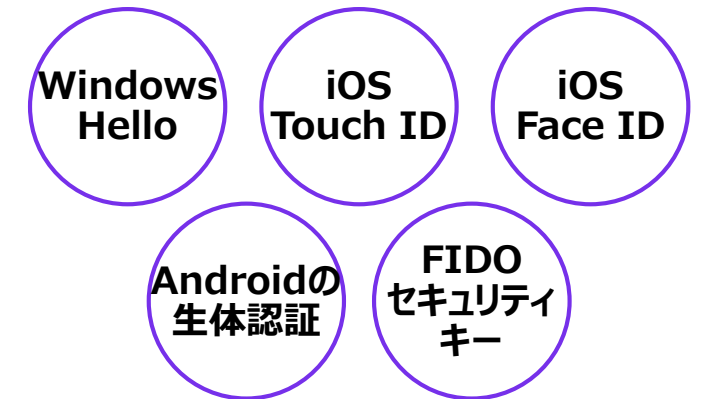 Windows
Hello
iOS
Touch ID
iOS
Face ID
Androidの
生体認証
FIDO
セキュリティ
キー